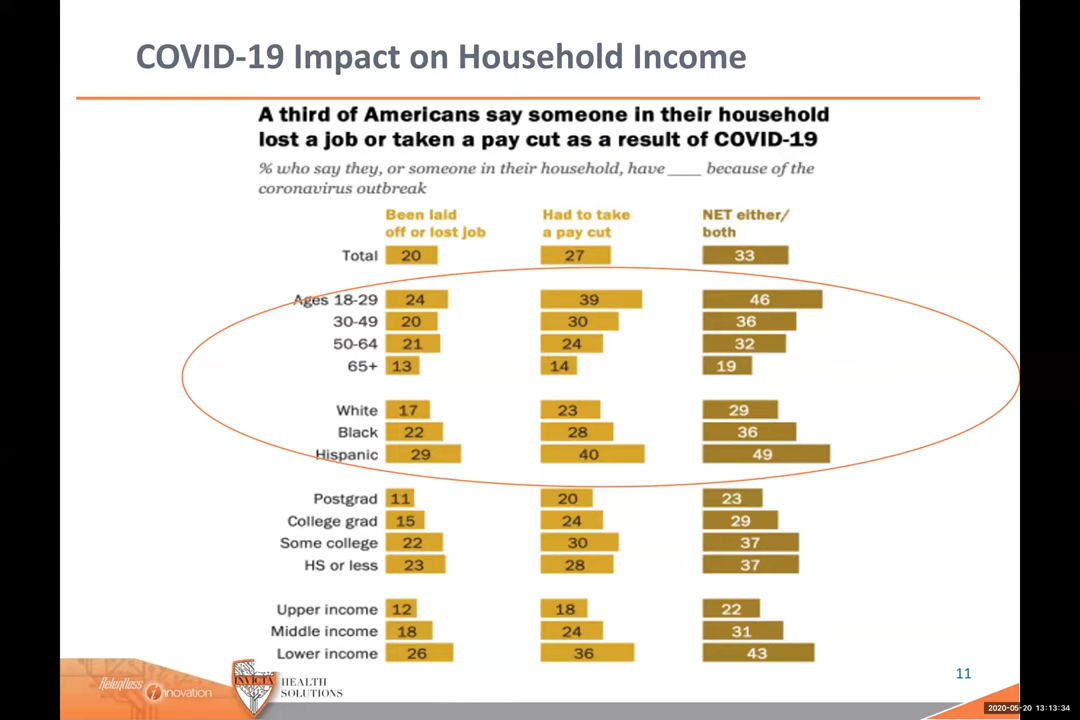 COVID-19 Impact on Household Income
A third of Americans say someone in their household
lost a job or taken a pay cut as a result of COVID-19
% who say they, or someone in their household, have ___ because of the
coronavirus outbreak
Been laid off or lost job Had to take a pay cut NET either/both
Total 20 27 33
Ages 18-29 24 39 46
30-49 20 30 36
50-64 21 24 32
65+ 13 14 19
White 17 23 29
Black 22 28 36
Hispanic 29 40 49
Postgrad 11 20 23
College grad 15 24 29
Some college 22 30 37
HS or less 23 28 37
Upper income 12 18 22
Middle income 18 24 31
Lower income 26 36 43
Relentless
innovation
INVICTA
HEALTH
SOLUTIONS
11
2020-05-20 13:13:34